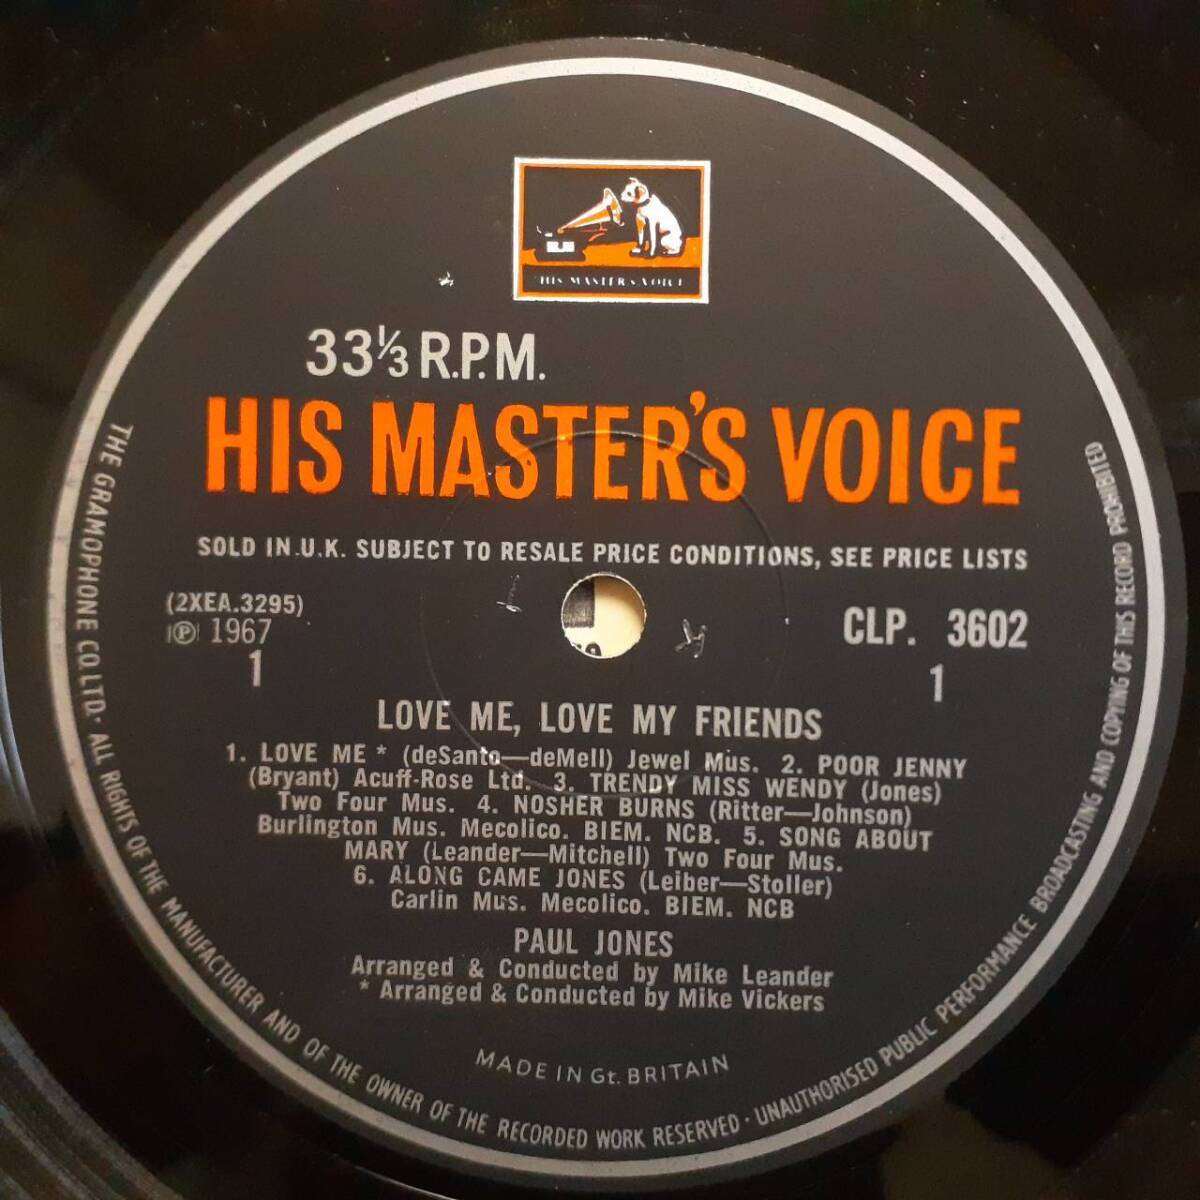 HIS MASTER'S VOICE
33⅓ R.P.M.
HIS MASTER'S VOICE
SOLD IN U.K. SUBJECT TO RESALE PRICE CONDITIONS, SEE PRICE LISTS
(2XEA.3295)
Ⓟ 1967
1
CLP. 3602
1
LOVE ME, LOVE MY FRIENDS
1. LOVE ME * (deSanto—deMell) Jewel Mus. 2. POOR JENNY
(Bryant) Acuff-Rose Ltd. 3. TRENDY MISS WENDY (Jones)
Two Four Mus. 4. NOSHER BURNS (Ritter—Johnson)
Burlington Mus. Mecolico. BIEM. NCB. 5. SONG ABOUT
MARY (Leander—Mitchell) Two Four Mus.
6. ALONG CAME JONES (Leiber—Stoller)
Carlin Mus. Mecolico. BIEM. NCB
PAUL JONES
Arranged & Conducted by Mike Leander
* Arranged & Conducted by Mike Vickers
MADE IN Gt. BRITAIN
THE GRAMOPHONE CO. LTD. · ALL RIGHTS OF THE MANUFACTURER AND OF THE OWNER OF THE RECORDED WORK RESERVED · UNAUTHORISED PUBLIC PERFORMANCE BROADCASTING AND COPYING OF THIS RECORD PROHIBITED